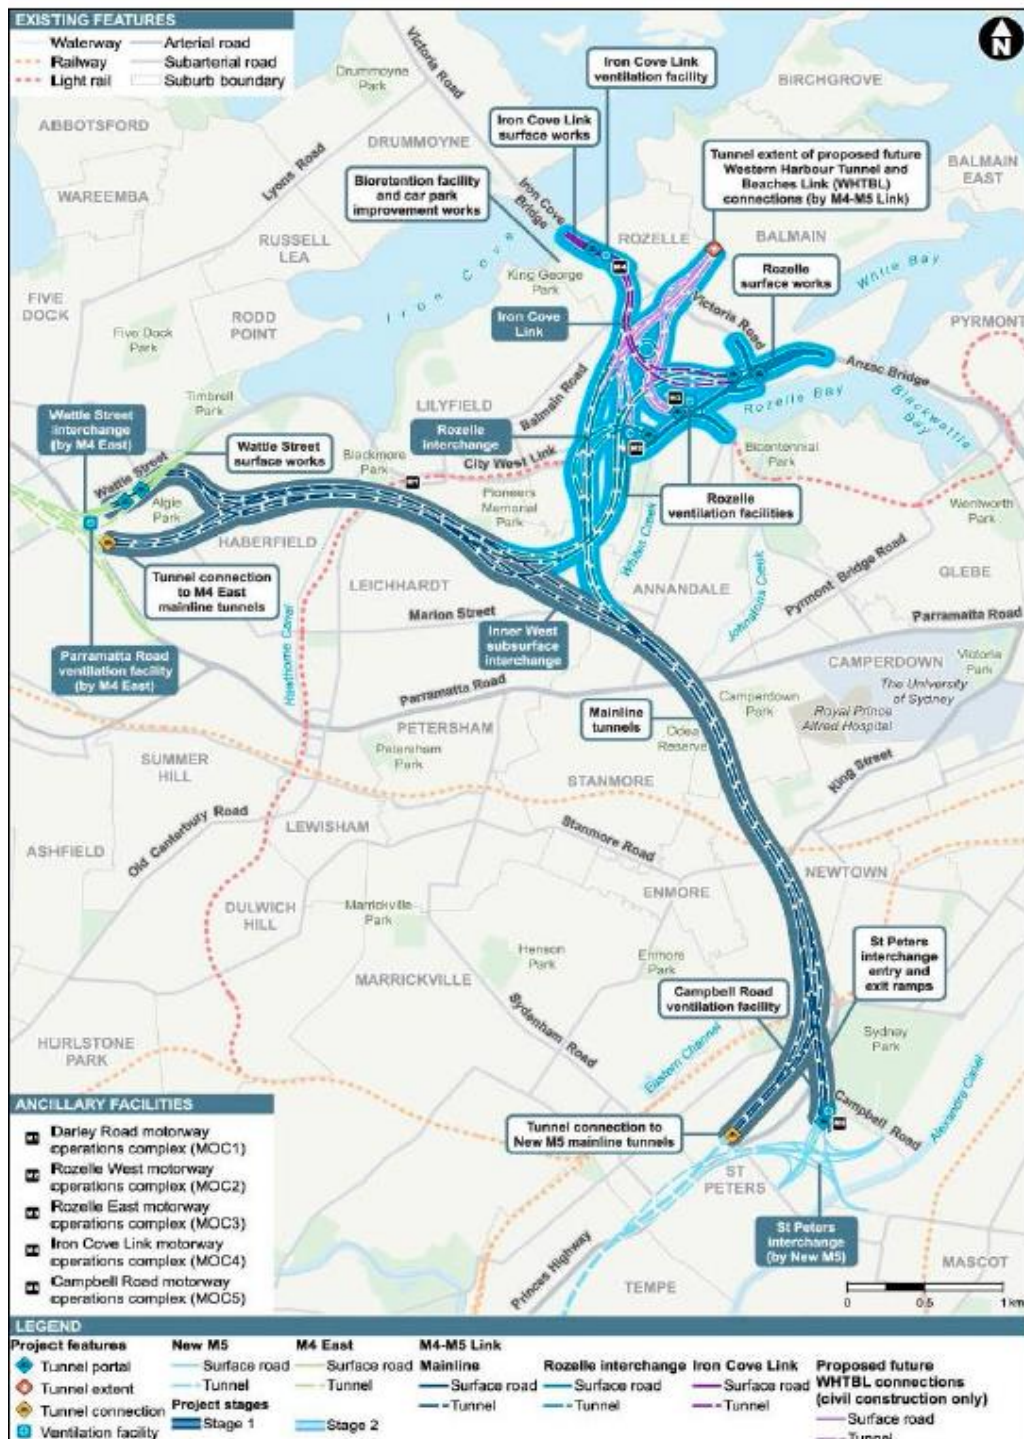 EXISTING FEATURES
Waterway
Arterial road
Railway
Subarterial road
Light rail
Suburb boundary
N
Victoria Road
Drummoyne
Park
Iron Cove Link
ventilation facility
BIRCHGROVE
ABBOTSFORD
DRUMMOYNE
Iron Cove Link
surface works
Tunnel extent of proposed future
Western Harbour Tunnel and
Beaches Link (WHTBL)
connections (by M4-M5 Link)
BALMAIN
EAST
Lyons Road
WAREEMBA
Bioretention facility
and car park
improvement works
Iron Cove
Bridge
RUSSELL
LEA
Iron Cove
ROZELLE
BALMAIN
White Bay
Rozelle
surface works
King George
Park
M4
FIVE
DOCK
RODD
POINT
Five Dock
Park
Iron Cove
Link
Victoria Road
PYRMONT
Anzac Bridge
Timbrell
Park
Balmain Road
LILYFIELD
Rozelle Bay
Blackwattle
Bay
Wattle Street
interchange
(by M4 East)
Wattle Street
surface works
Rozelle
interchange
M3
M2
Blackmore
Park
City West Link
Bicentennial
Park
Wattle Street
M1
Algie
Park
Pioneers
Memorial
Park
Rozelle
ventilation facilities
Wentworth
Park
HABERFIELD
Whites Creek
Johnstons Creek
Pyrmont Bridge Road
GLEBE
Tunnel connection
to M4 East
mainline tunnels
LEICHHARDT
ANNANDALE
Marion Street
Parramatta Road
Hawthorne Canal
Inner West
subsurface
interchange
Parramatta Road
ventilation facility
(by M4 East)
CAMPERDOWN
Victoria
Park
The University
of Sydney
Parramatta Road
Camperdown
Park
Royal Prince
Alfred Hospital
PETERSHAM
Mainline
tunnels
Odea
Reserve
Petersham
Park
SUMMER
HILL
STANMORE
King Street
Old Canterbury Road
LEWISHAM
Stanmore Road
ASHFIELD
NEWTOWN
ENMORE
DULWICH
HILL
Marrickville
Park
Henson
Park
Enmore
Park
St Peters
interchange
entry and
exit ramps
MARRICKVILLE
Campbell Road
ventilation facility
Sydenham Road
Sydney
Park
HURLSTONE
PARK
Eastern Channel
Alexandra Canal
Campbell Road
ANCILLARY FACILITIES
M1 Darley Road motorway
operations complex (MOC1)
M2 Rozelle West motorway
operations complex (MOC2)
M3 Rozelle East motorway
operations complex (MOC3)
M4 Iron Cove Link motorway
operations complex (MOC4)
M5 Campbell Road motorway
operations complex (MOC5)
Tunnel connection to
New M5 mainline tunnels
M5
ST
PETERS
St Peters
interchange
(by New M5)
Princes Highway
TEMPE
MASCOT
0 0.5 1 km
LEGEND
Project features
Tunnel portal
Tunnel extent
Tunnel connection
Ventilation facility
New M5
Surface road
Tunnel
Project stages
Stage 1
Stage 2
M4 East
Surface road
Tunnel
M4-M5 Link
Mainline
Surface road
Tunnel
Rozelle interchange
Surface road
Tunnel
Iron Cove Link
Surface road
Tunnel
Proposed future
WHTBL connections
(civil construction only)
Surface road
Tunnel